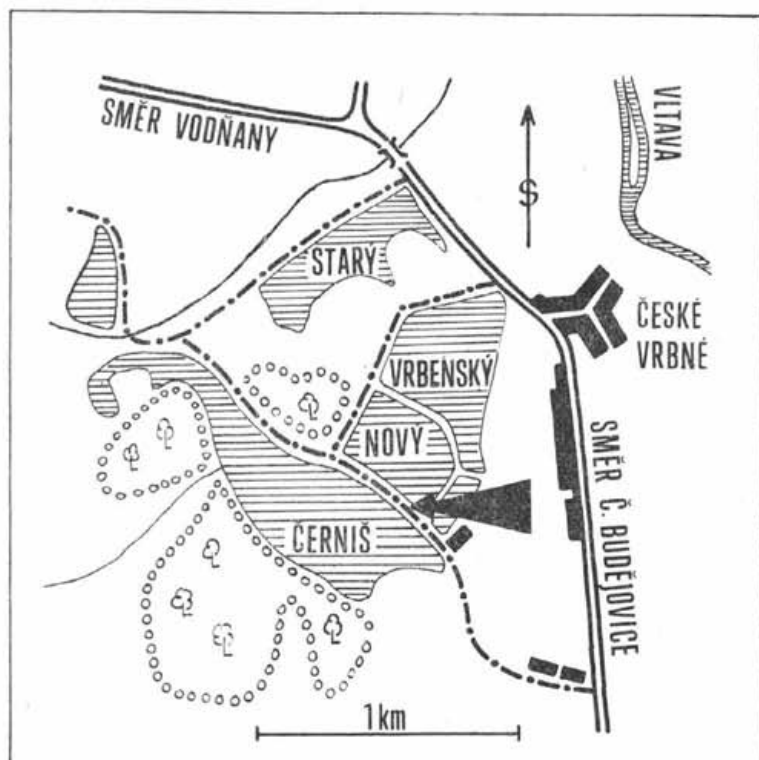 SMĚR VODŇANY
VLTAVA
S
STARÝ
ČESKÉ
VRBNÉ
VRBENSKÝ
NOVÝ
ČERNIŠ
SMĚR Č. BUDĚJOVICE
1km